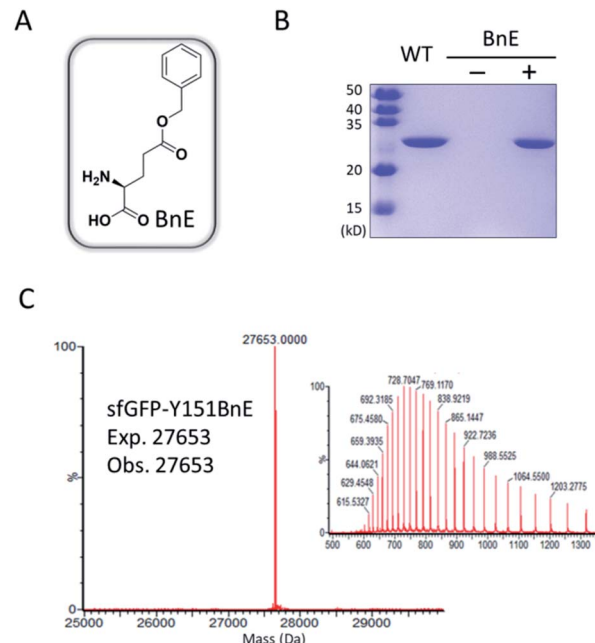 A
H₂N
O
O
HO
O
BnE
B
WT
BnE
− +
50
40
35
20
15
(kD)
C
27653.0000
100
%
0
sfGFP-Y151BnE
Exp. 27653
Obs. 27653
25000 26000 27000 28000 29000
Mass (Da)
100
%
0
728.7047
769.1170
692.3185
838.9219
675.4580
865.1447
659.3935
922.7236
644.0621
988.5525
629.4548
1064.5500
615.5327
1203.2775
500 600 700 800 900 1000 1100 1200 1300